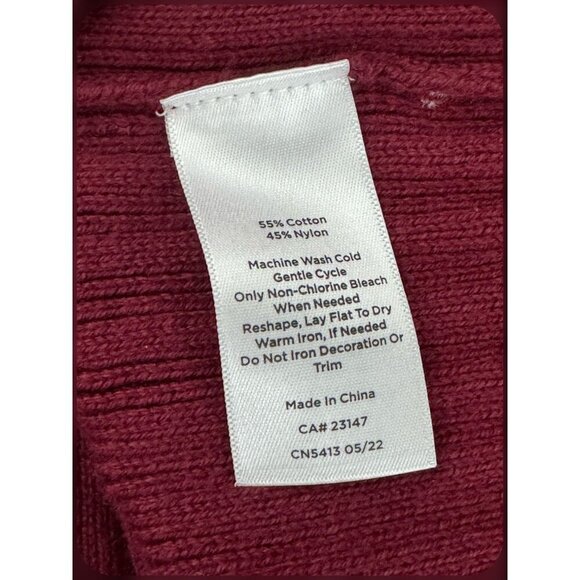 55% Cotton
45% Nylon
Machine Wash Cold
Gentle Cycle
Only Non-Chlorine Bleach
When Needed
Reshape, Lay Flat To Dry
Warm Iron, If Needed
Do Not Iron Decoration Or
Trim
Made In China
CA# 23147
CN5413 05/22